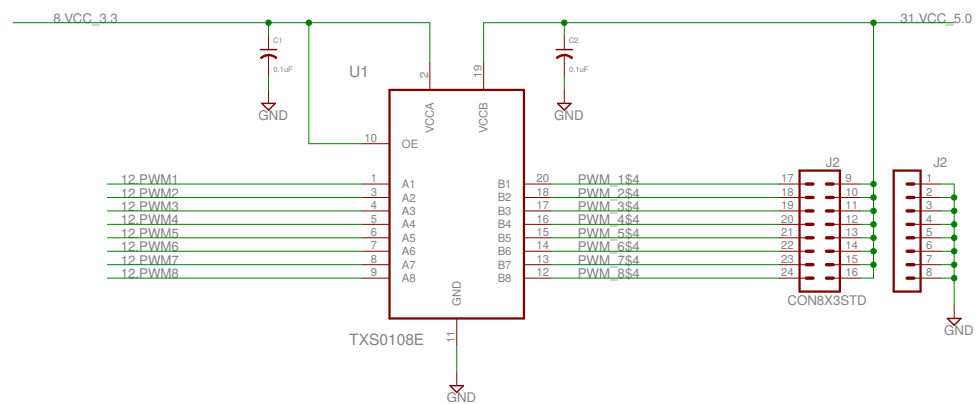 8.VCC_3.3
31.VCC_5.0
C1
0.1uF
GND
C2
0.1uF
GND
U1
2
19
VCCA
VCCB
10
OE
12.PWM1 1 A1 B1 20 PWM_1$4 17 9
12.PWM2 3 A2 B2 18 PWM_2$4 18 10
12.PWM3 4 A3 B3 17 PWM_3$4 19 11
12.PWM4 5 A4 B4 16 PWM_4$4 20 12
12.PWM5 6 A5 B5 15 PWM_5$4 21 13
12.PWM6 7 A6 B6 14 PWM_6$4 22 14
12.PWM7 8 A7 B7 13 PWM_7$4 23 15
12.PWM8 9 A8 B8 12 PWM_8$4 24 16
J2
CON8X3STD
J2
1
2
3
4
5
6
7
8
GND
GND
11
TXS0108E
GND